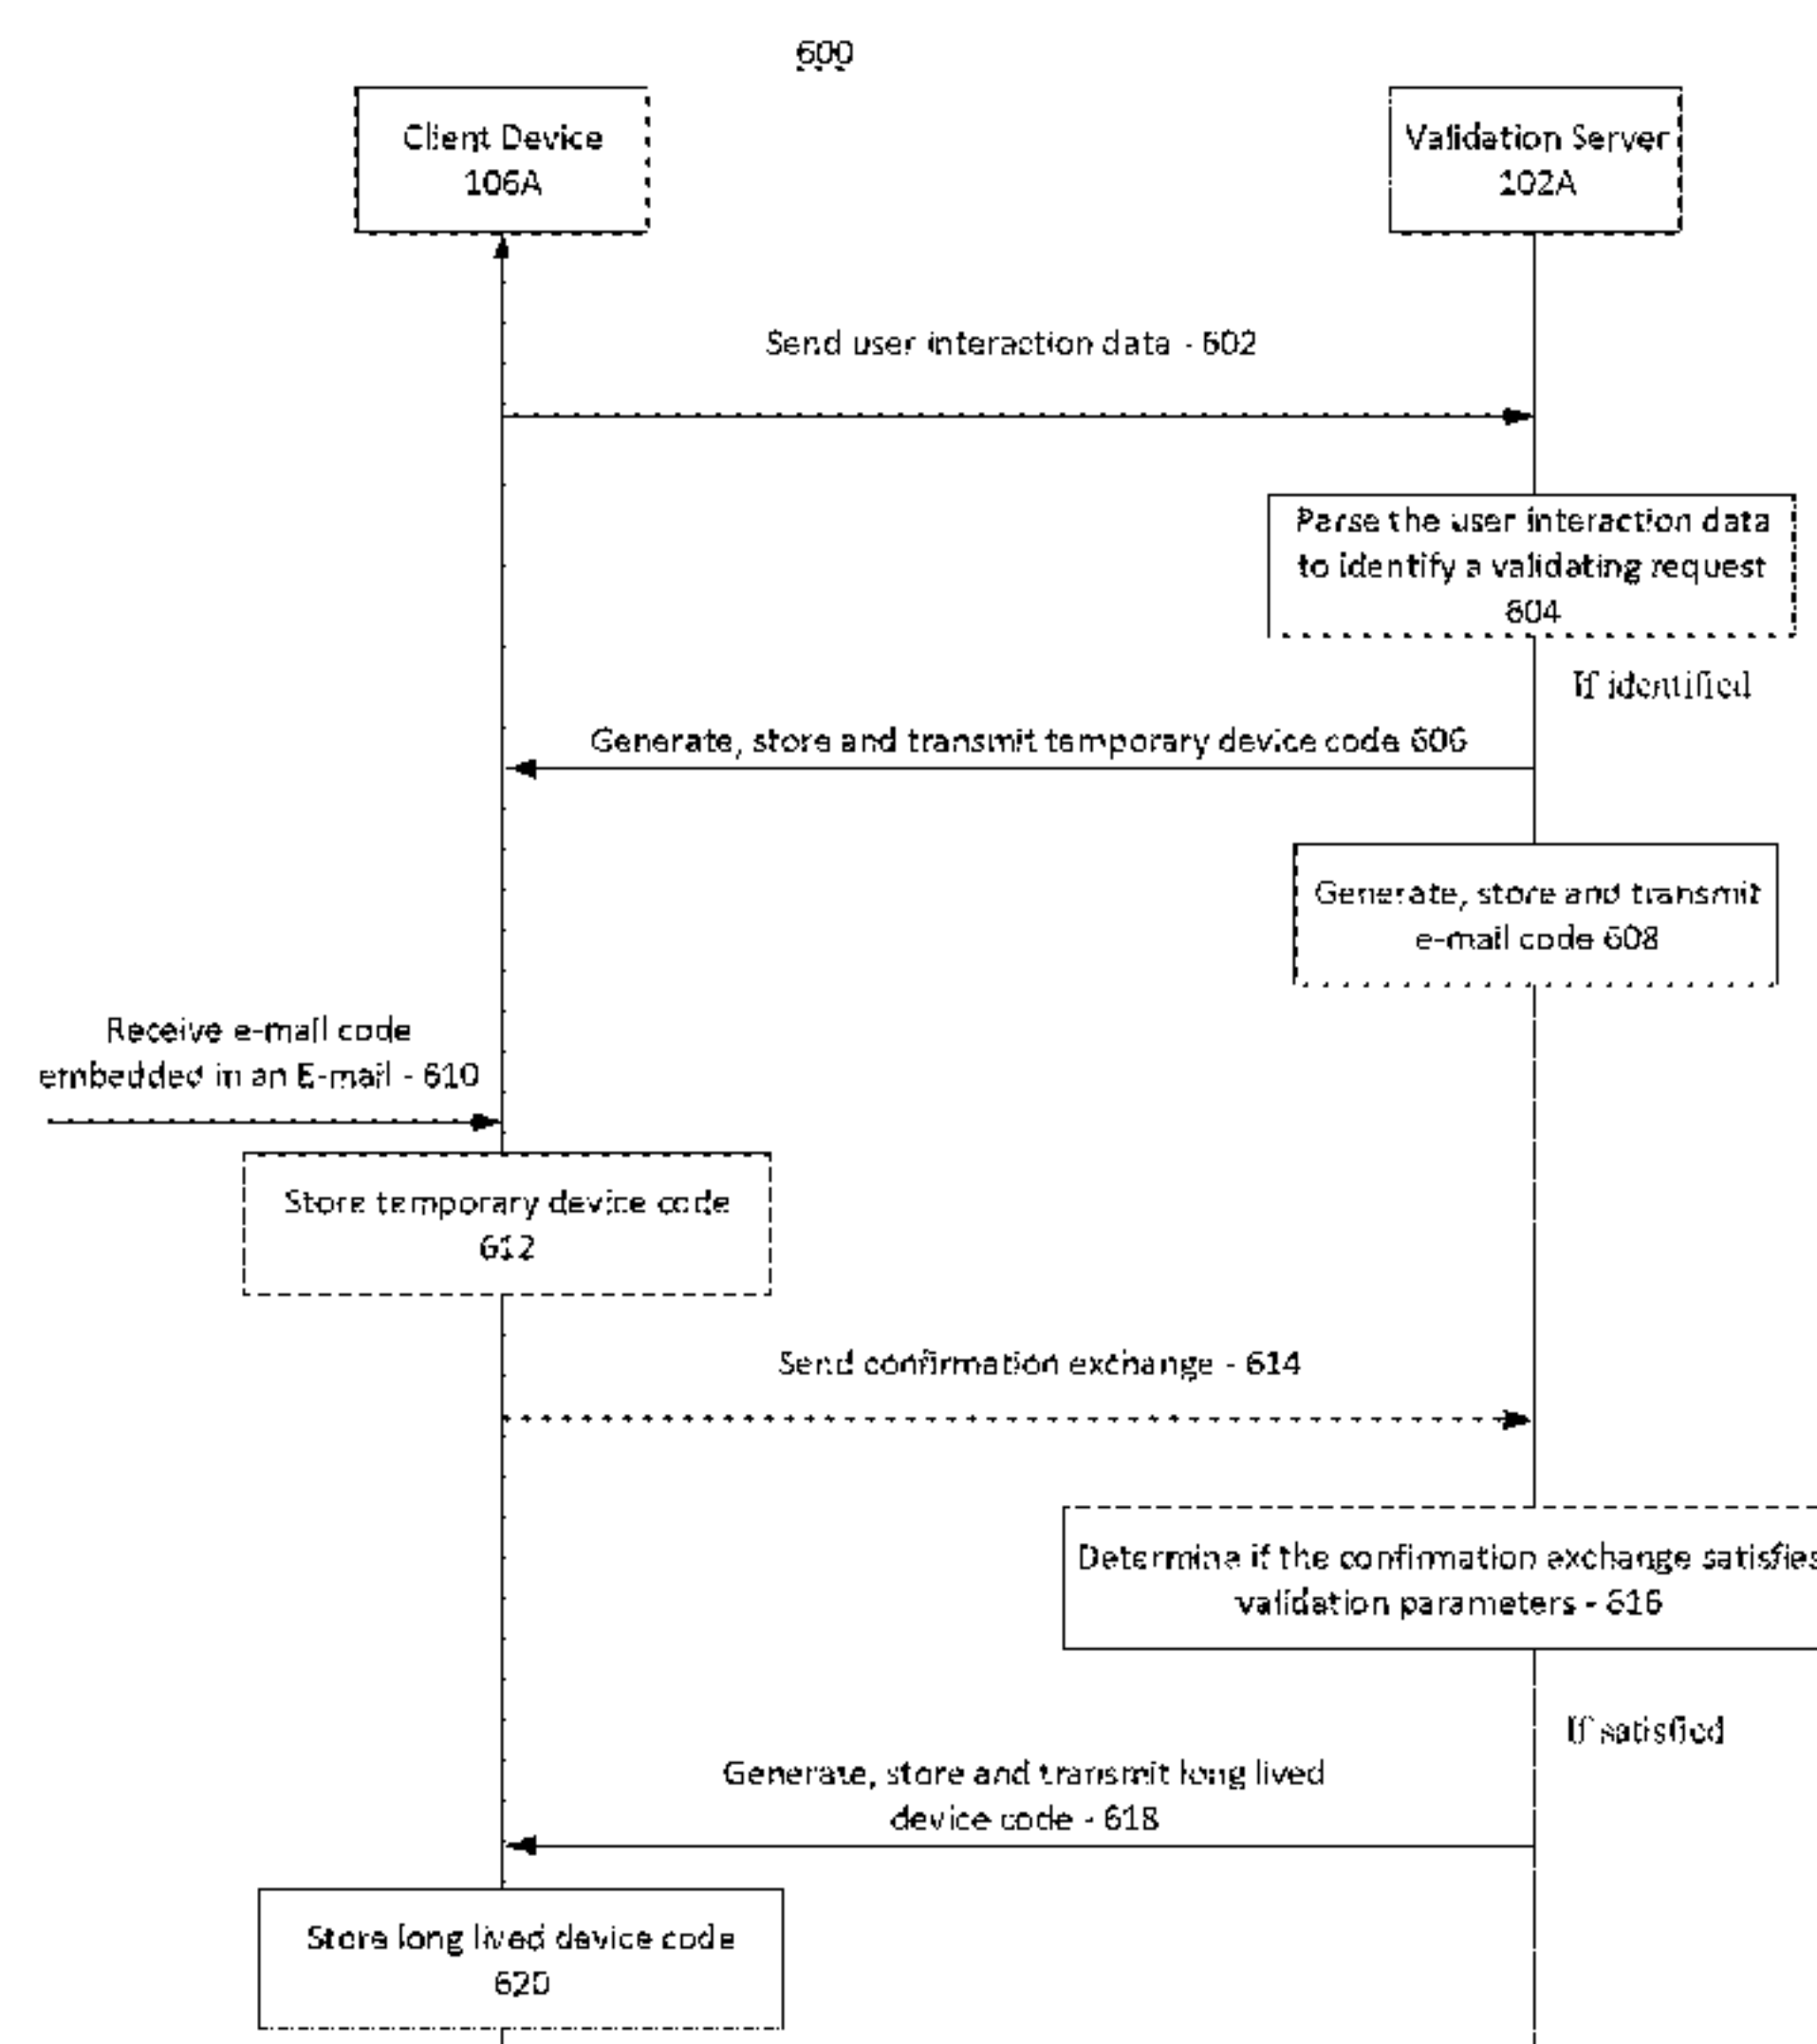 600
Client Device
106A
Validation Server
102A
Send user interaction data - 602
Parse the user interaction data
to identify a validating request
604
If identified
Generate, store and transmit temporary device code 606
Generate, store and transmit
e-mail code 608
Receive e-mail code
embedded in an E-mail - 610
Store temporary device code
612
Send confirmation exchange - 614
Determine if the confirmation exchange satisfies
validation parameters - 616
If satisfied
Generate, store and transmit long lived
device code - 618
Store long lived device code
620